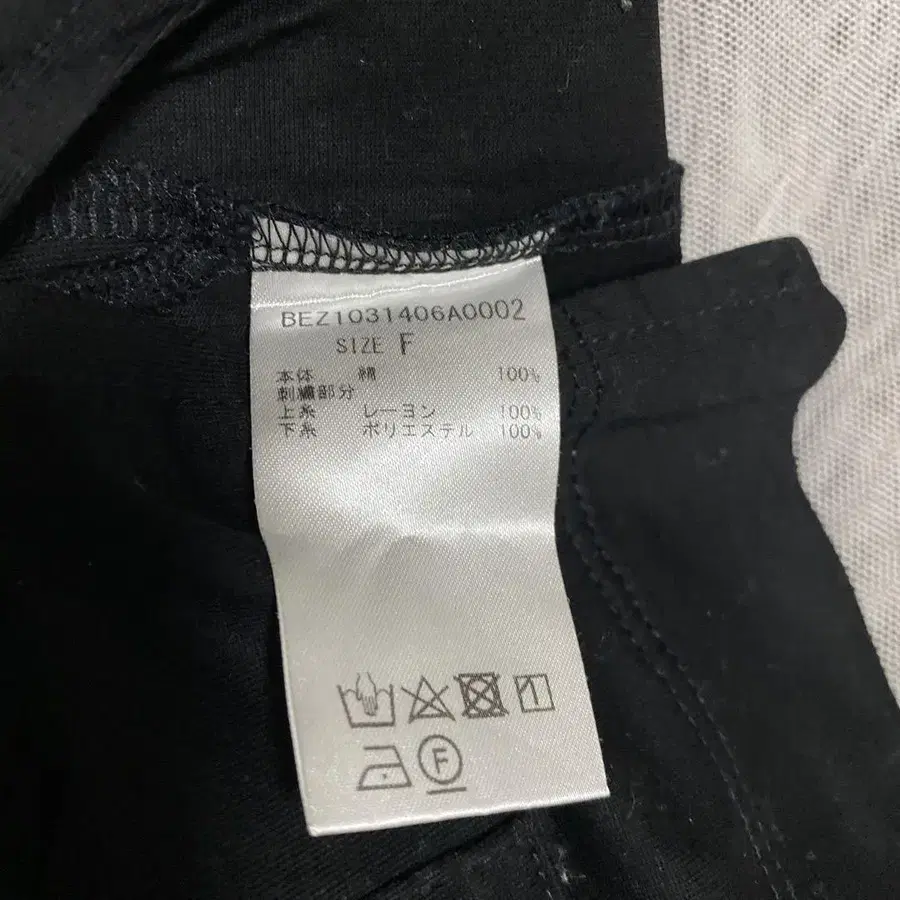 BEZ1031406A0002
SIZE F
本体 綿 100%
刺繍部分
上糸 レーヨン 100%
下糸 ポリエステル 100%
F